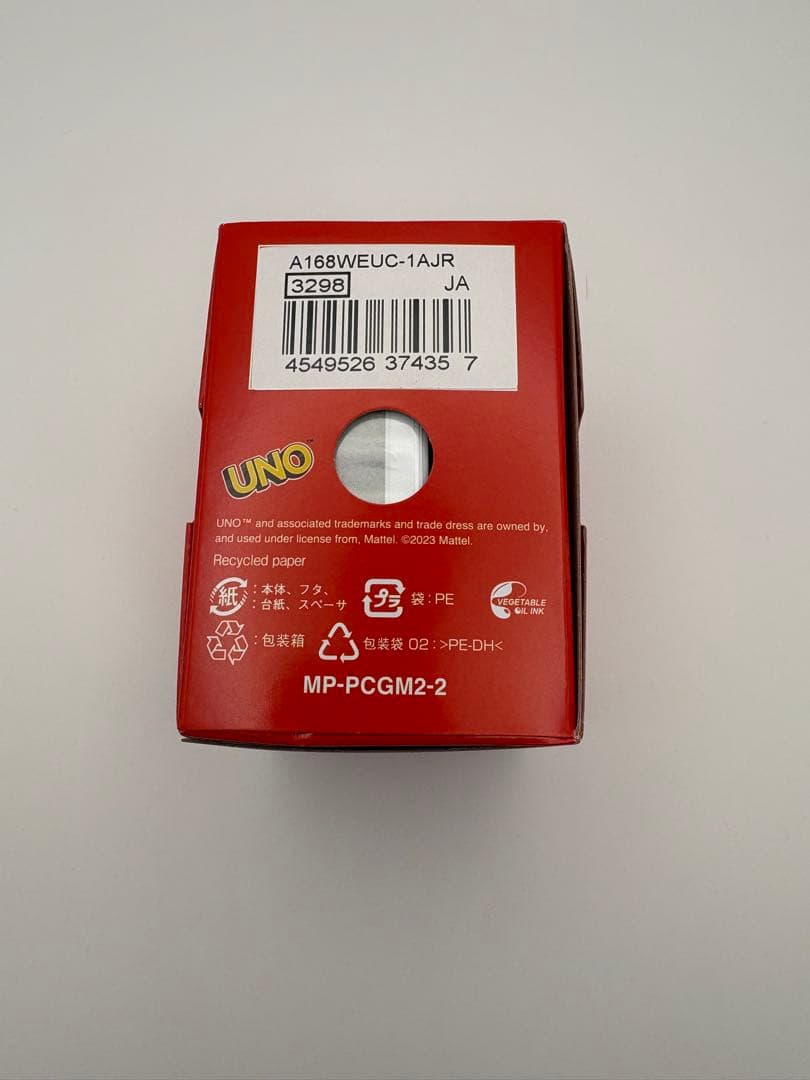 A168WEUC-1AJR
3298 JA
4549526 37435 7
UNO™
UNO™ and associated trademarks and trade dress are owned by,
and used under license from, Mattel. ©2023 Mattel.
Recycled paper
紙 : 本体、フタ、
: 台紙、スペーサ
プラ 袋 : PE
VEGETABLE
OIL INK
: 包装箱
包装袋 02 : >PE-DH<
MP-PCGM2-2